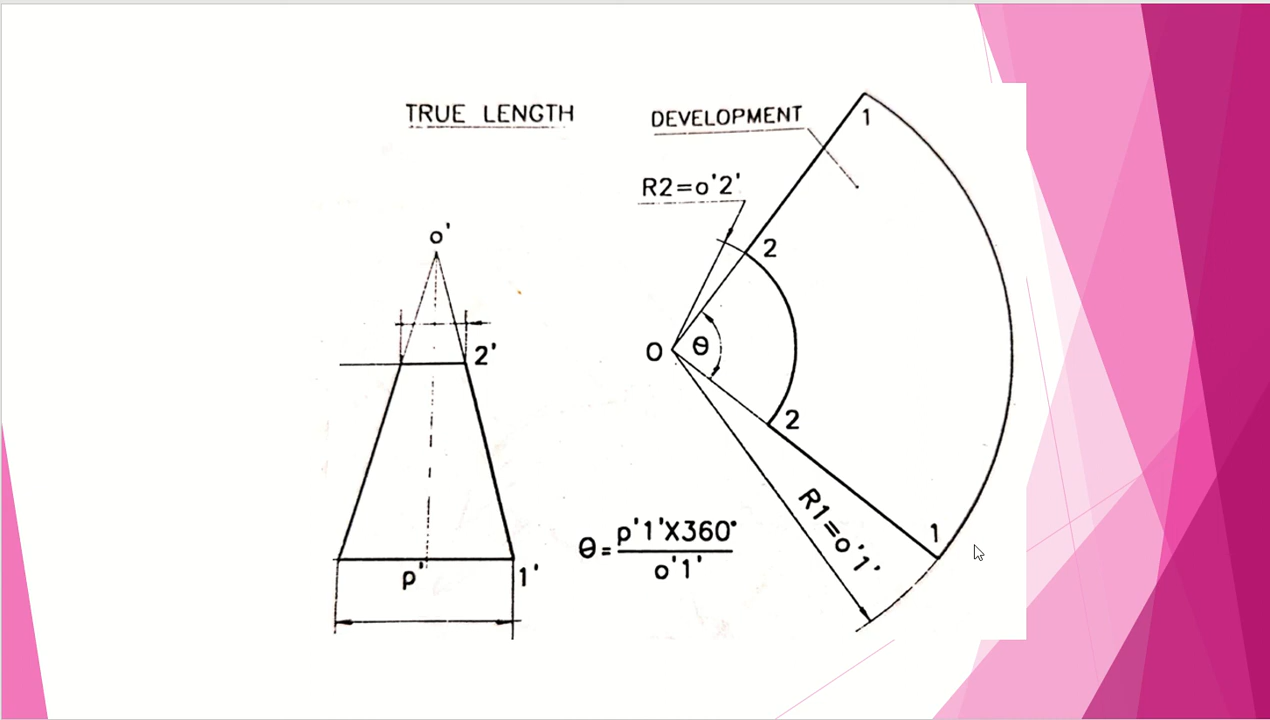 TRUE LENGTH
DEVELOPMENT
1
R2=o'2'
o'
2
2'
O
θ
2
R1=o'1'
1
θ = p'1'X360°
o'1'
p'
1'